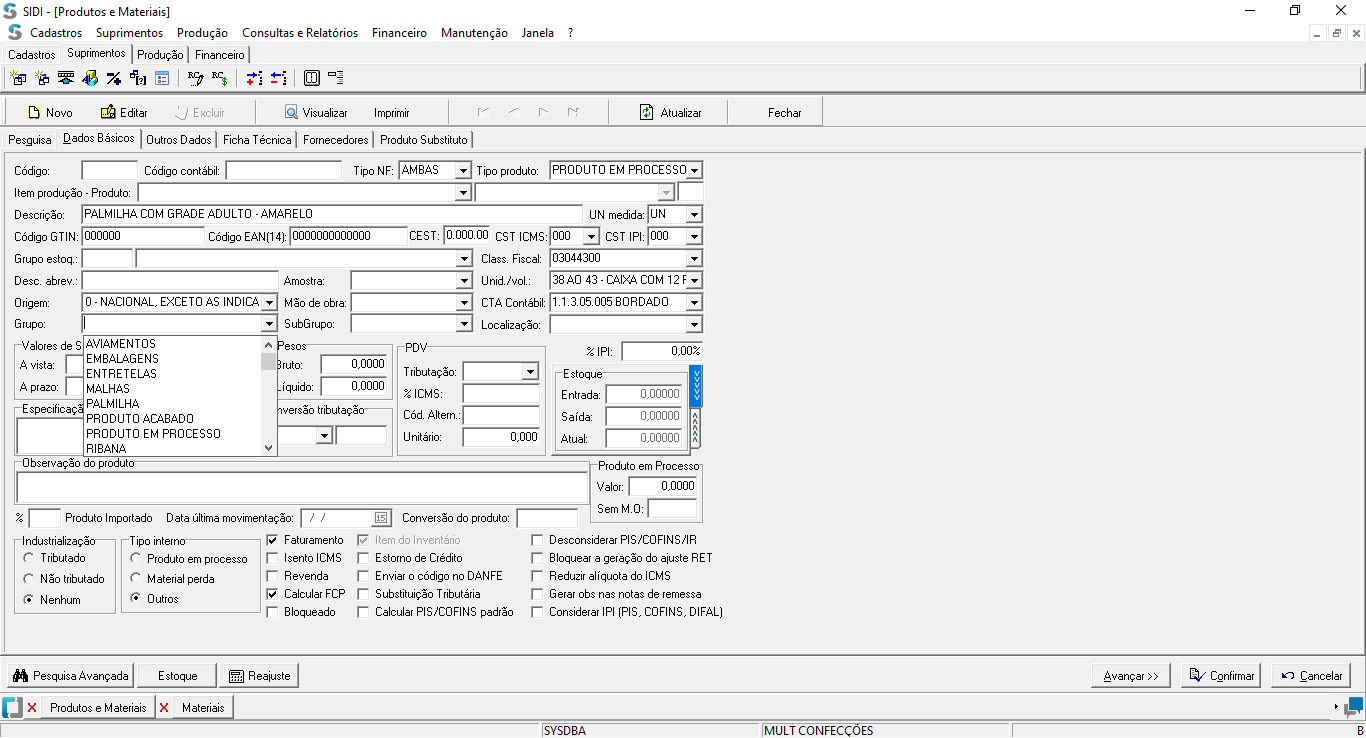 SIDI - [Produtos e Materiais]
Cadastros Suprimentos Produção Consultas e Relatórios Financeiro Manutenção Janela ?
Cadastros Suprimentos Produção Financeiro
Novo Editar Excluir Visualizar Imprimir Atualizar Fechar
Pesquisa Dados Básicos Outros Dados Ficha Técnica Fornecedores Produto Substituto
Código: Código contábil: Tipo NF: AMBAS Tipo produto: PRODUTO EM PROCESSO
Item produção - Produto:
Descrição: PALMILHA COM GRADE ADULTO - AMARELO UN medida: UN
Código GTIN: 000000 Código EAN(14): 0000000000000 CEST: 0.000.00 CST ICMS: 000 CST IPI: 000
Grupo estoq.: Class. Fiscal: 03044300
Desc. abrev.: Amostra: Unid./vol.: 38 AO 43 - CAIXA COM 12 F
Origem: 0 - NACIONAL, EXCETO AS INDICA Mão de obra: CTA Contábil: 1.1.3.05.005 BORDADO
Grupo: SubGrupo: Localização:
AVIAMENTOS
EMBALAGENS
ENTRETELAS
MALHAS
PALMILHA
PRODUTO ACABADO
PRODUTO EM PROCESSO
RIBANA
Valores de S
A vista:
A prazo:
Pesos
Bruto: 0,0000
Líquido: 0,0000
PDV
Tributação:
% ICMS:
Cód. Altern.:
Unitário: 0,000
% IPI: 0,00%
Estoque
Entrada: 0,00000
Saída: 0,00000
Atual: 0,00000
Especificaçã
nversão tributação
Observação do produto
Produto em Processo
Valor: 0,0000
Sem M.O:
% Produto Importado Data última movimentação: / / 15 Conversão do produto:
Industrialização
Tributado
Não tributado
Nenhum
Tipo interno
Produto em processo
Material perda
Outros
Faturamento Item do Inventário Desconsiderar PIS/COFINS/IR
Isento ICMS Estorno de Crédito Bloquear a geração do ajuste RET
Revenda Enviar o código no DANFE Reduzir alíquota do ICMS
Calcular FCP Substituição Tributária Gerar obs nas notas de remessa
Bloqueado Calcular PIS/COFINS padrão Considerar IPI (PIS, COFINS, DIFAL)
Pesquisa Avançada Estoque Reajuste Avançar >> Confirmar Cancelar
Produtos e Materiais Materiais
SYSDBA MULT CONFECÇÕES B